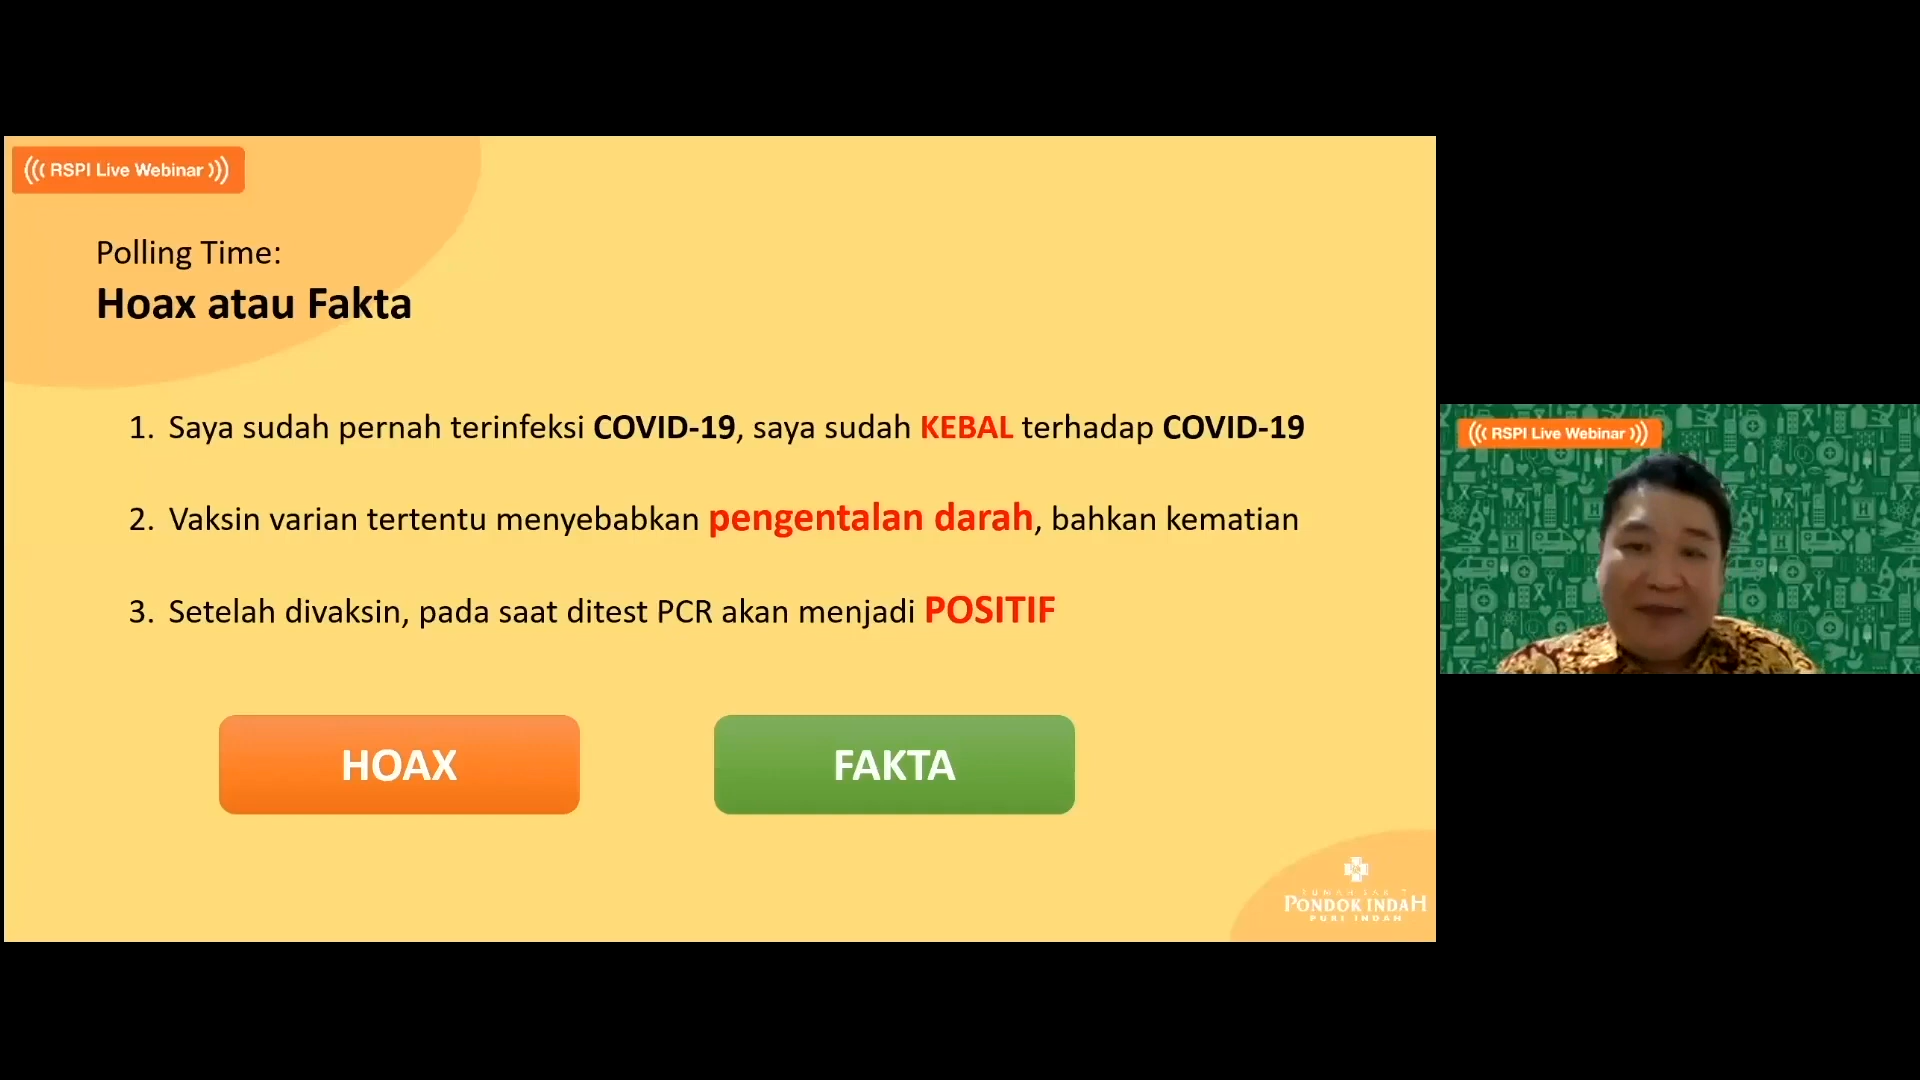 ((( RSPI Live Webinar )))
Polling Time:
Hoax atau Fakta
1. Saya sudah pernah terinfeksi COVID-19, saya sudah KEBAL terhadap COVID-19
2. Vaksin varian tertentu menyebabkan pengentalan darah, bahkan kematian
3. Setelah divaksin, pada saat ditest PCR akan menjadi POSITIF
HOAX
FAKTA
PONDOK INDAH
PURI INDAH
((( RSPI Live Webinar )))